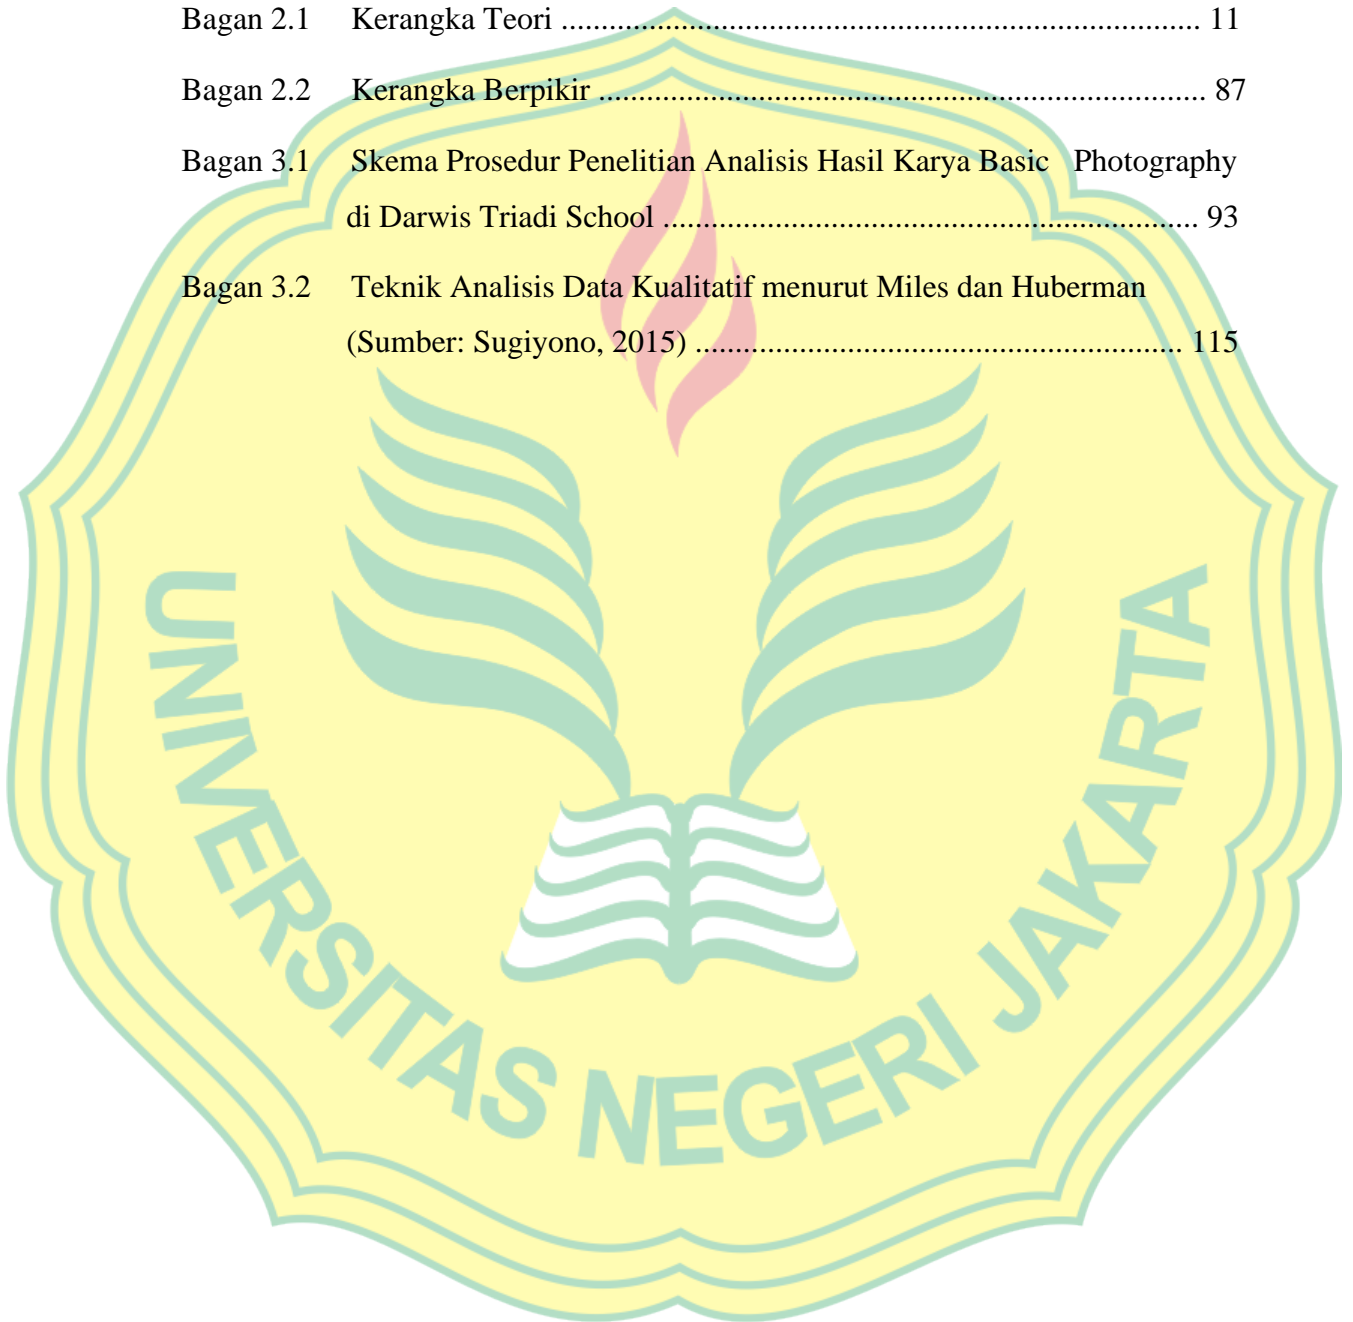 Bagan 2.1 Kerangka Teori ................................................................................ 11
Bagan 2.2 Kerangka Berpikir ............................................................................ 87
Bagan 3.1 Skema Prosedur Penelitian Analisis Hasil Karya Basic Photography
di Darwis Triadi School ................................................................... 93
Bagan 3.2 Teknik Analisis Data Kualitatif menurut Miles dan Huberman
(Sumber: Sugiyono, 2015) ............................................................. 115
UNIVERSITAS NEGERI JAKARTA